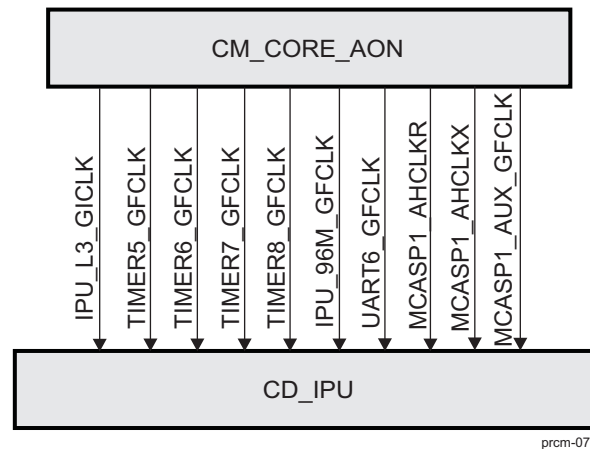 CM_CORE_AON
IPU_L3_GICLK
TIMER5_GFCLK
TIMER6_GFCLK
TIMER7_GFCLK
TIMER8_GFCLK
IPU_96M_GFCLK
UART6_GFCLK
MCASP1_AHCLKR
MCASP1_AHCLKX
MCASP1_AUX_GFCLK
CD_IPU
prcm-07